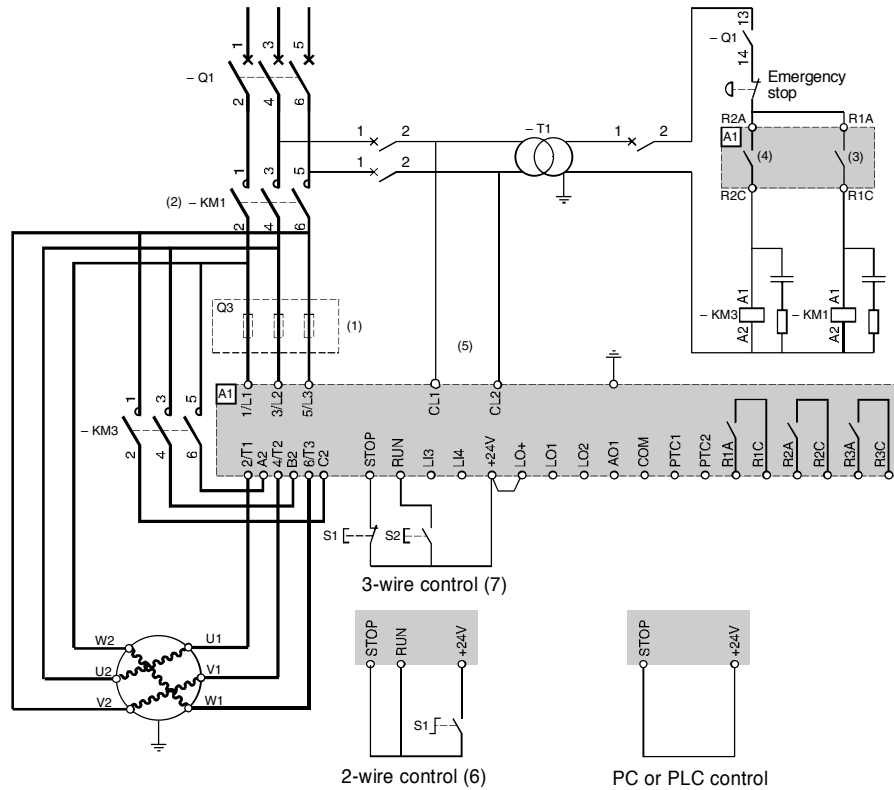 1 3 5
– Q1
2 4 6
13
– Q1
14
Emergency
stop
1 2
– T1
1 2
1 2
R2A R1A
A1
(4) (3)
R2C R1C
1 3 5
(2) – KM1
2 4 6
Q3
(1)
A1 A1
– KM3 – KM1
A2 A2
(5)
A1
1/L1 3/L2 5/L3 CL1 CL2
1 3 5
– KM3
2 4 6
2/T1 A2 4/T2 B2 6/T3 C2 STOP RUN LI3 LI4 +24V LO+ LO1 LO2 AO1 COM PTC1 PTC2 R1A R1C R2A R2C R3A R3C
S1 S2
3-wire control (7)
STOP RUN +24V
S1
2-wire control (6)
STOP +24V
PC or PLC control
W2 U1
U2 V1
V2 W1